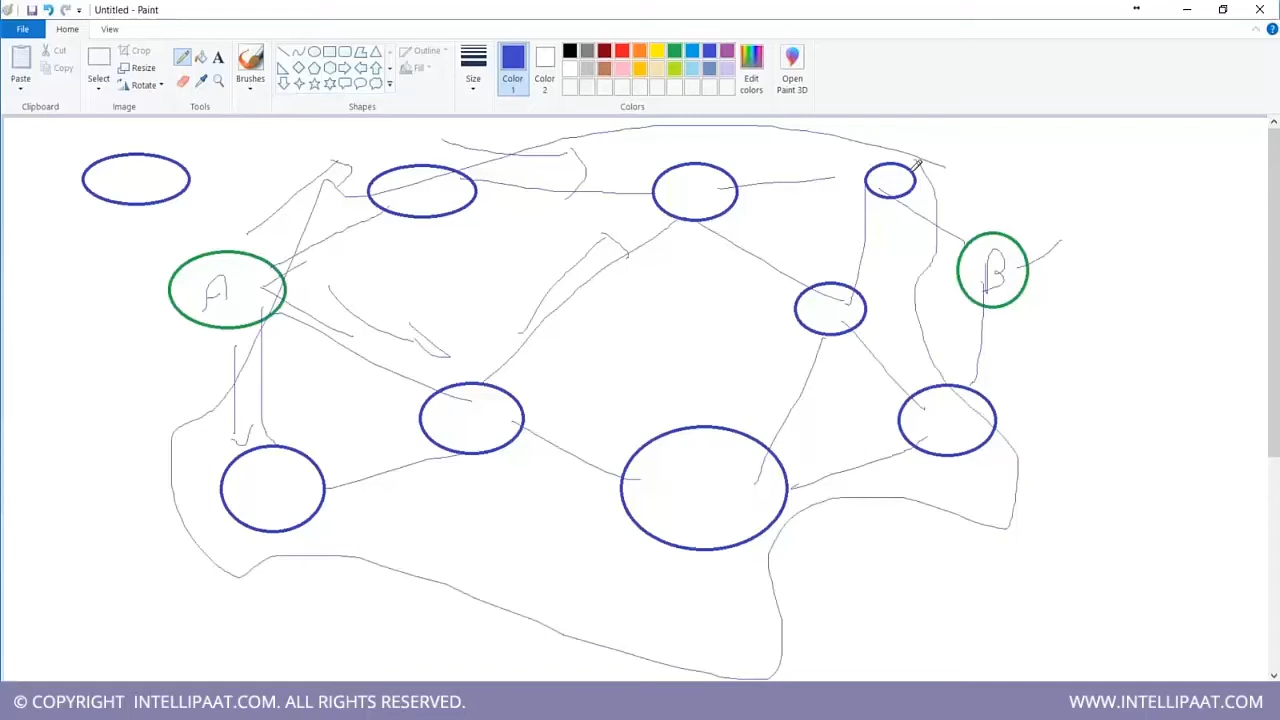 Untitled - Paint
File
Home
View
Paste
Cut
Copy
Clipboard
Select
Crop
Resize
Rotate
Image
A
Tools
Brushes
Outline
Fill
Shapes
Size
Color
1
Color
2
Edit
colors
Open
Paint 3D
Colors
A
B
© COPYRIGHT INTELLIPAAT.COM. ALL RIGHTS RESERVED.
WWW.INTELLIPAAT.COM